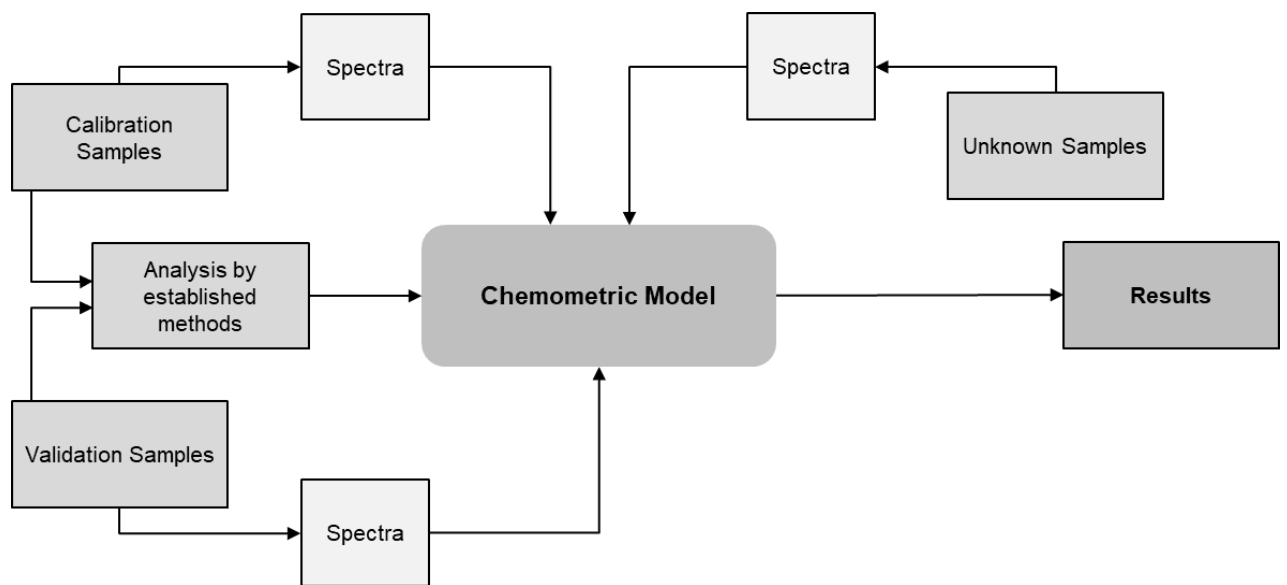 Spectra
Spectra
Calibration
Samples
Unknown Samples
Analysis by
established
methods
Chemometric Model
Results
Validation Samples
Spectra